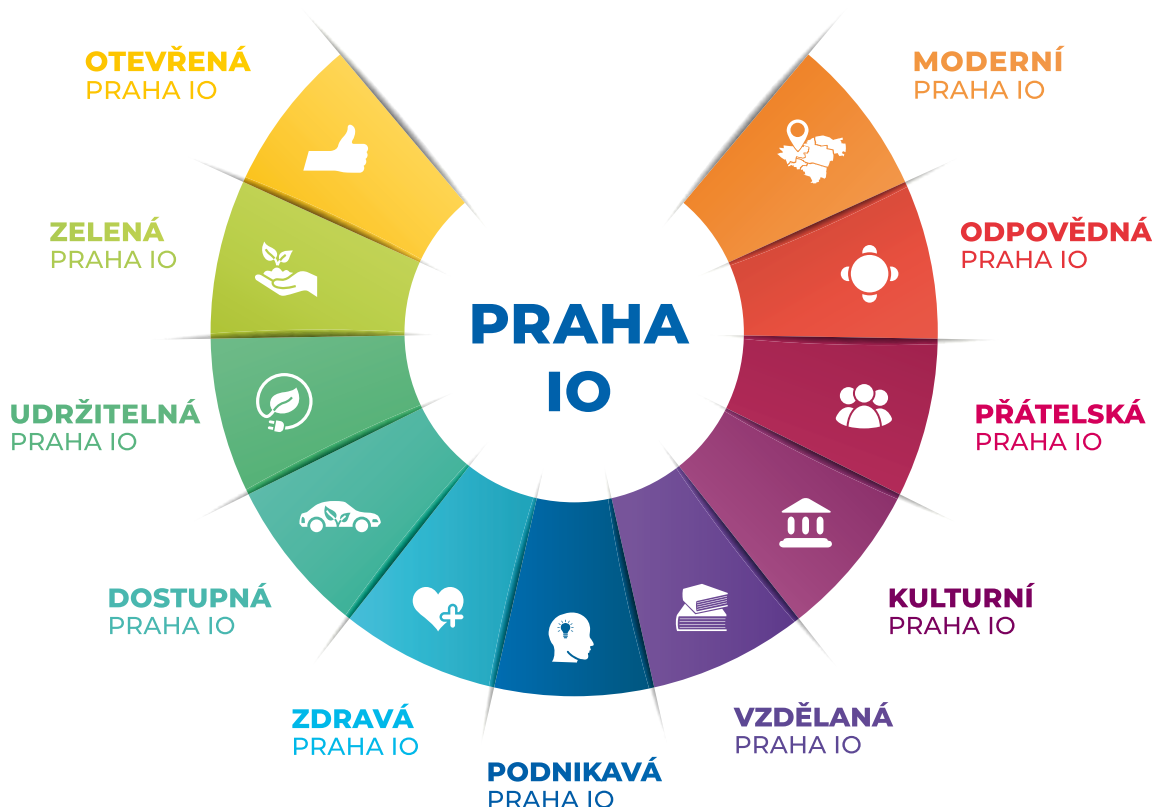 OTEVŘENÁ
PRAHA IO
MODERNÍ
PRAHA IO
ZELENÁ
PRAHA IO
ODPOVĚDNÁ
PRAHA IO
PRAHA
IO
UDRŽITELNÁ
PRAHA IO
PŘÁTELSKÁ
PRAHA IO
DOSTUPNÁ
PRAHA IO
KULTURNÍ
PRAHA IO
ZDRAVÁ
PRAHA IO
VZDĚLANÁ
PRAHA IO
PODNIKAVÁ
PRAHA IO